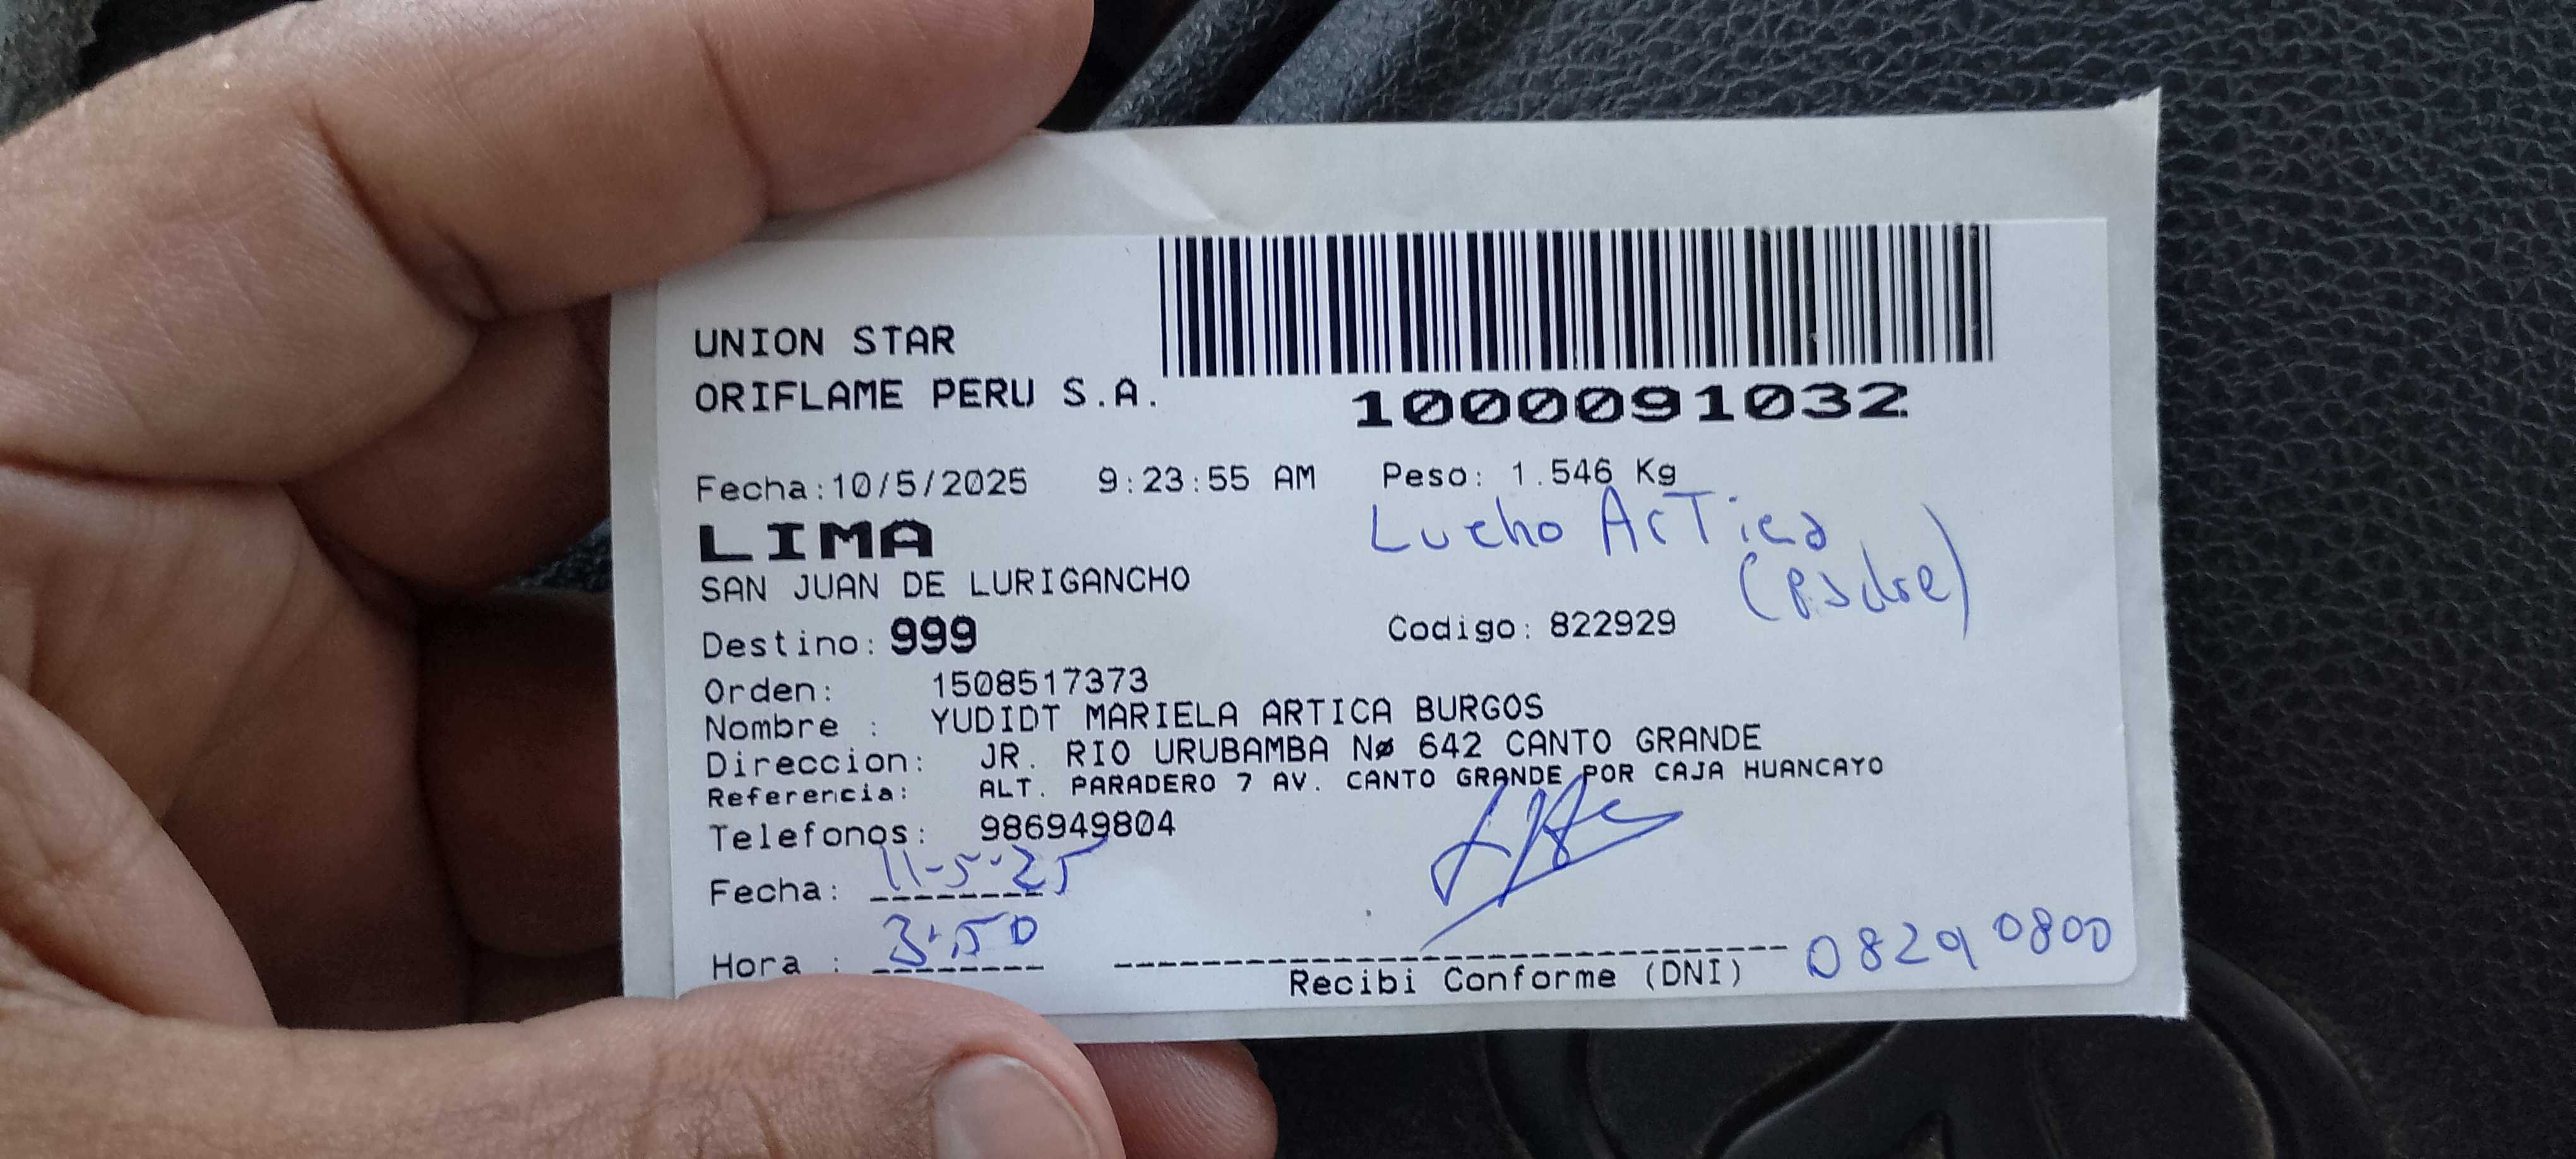 UNION STAR
ORIFLAME PERU S.A.
1000091032
Fecha:10/5/2025 9:23:55 AM Peso: 1.546 Kg
LIMA
Lucho Artica
(padre)
SAN JUAN DE LURIGANCHO
Destino: 999 Codigo: 822929
Orden: 1508517373
Nombre : YUDIDT MARIELA ARTICA BURGOS
Direccion: JR. RIO URUBAMBA Nø 642 CANTO GRANDE
Referencia: ALT. PARADERO 7 AV. CANTO GRANDE POR CAJA HUANCAYO
Telefonos: 986949804
Fecha: 11-5-25
Hora : 3:50
Recibi Conforme (DNI) 08290800